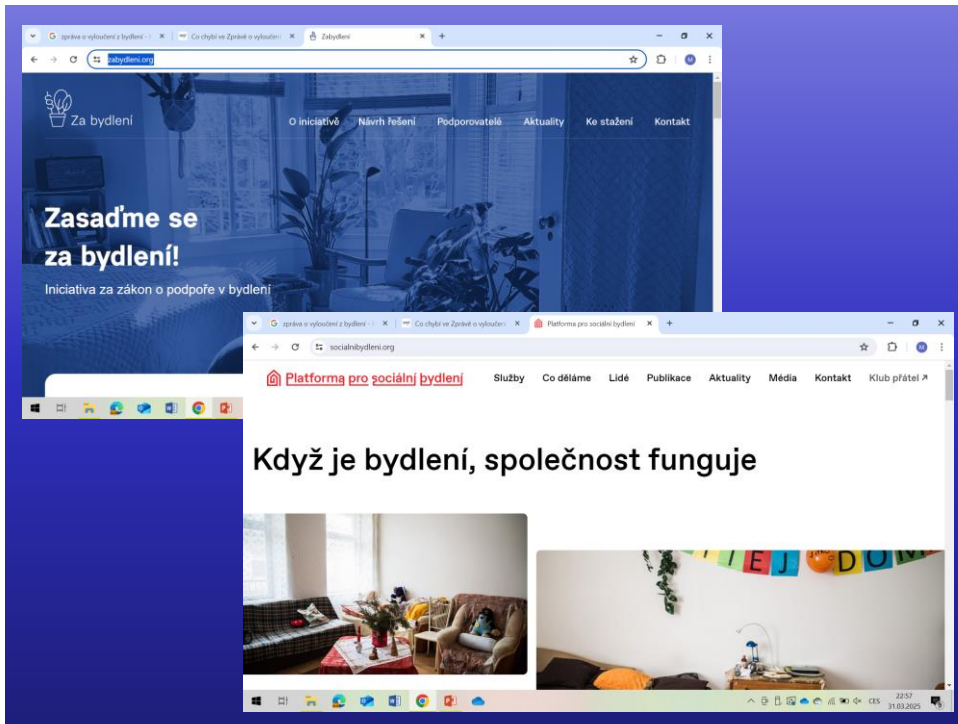 zpráva o vyloučení z bydlení -
Co chybí ve Zprávě o vyloučení
Zabydlení
zabydleni.org
Za bydlení
O iniciativě Návrh řešení Podporovatelé Aktuality Ke stažení Kontakt
Zasaďme se
za bydlení!
Iniciativa za zákon o podpoře v bydlení
zpráva o vyloučení z bydlení -
Co chybí ve Zprávě o vyloučení
Platforma pro sociální bydlení
socialnibydleni.org
Platforma pro sociální bydlení
Služby Co děláme Lidé Publikace Aktuality Média Kontakt Klub přátel ↗
Když je bydlení, společnost funguje
T I E J D O M
CES
22:57
31.03.2025